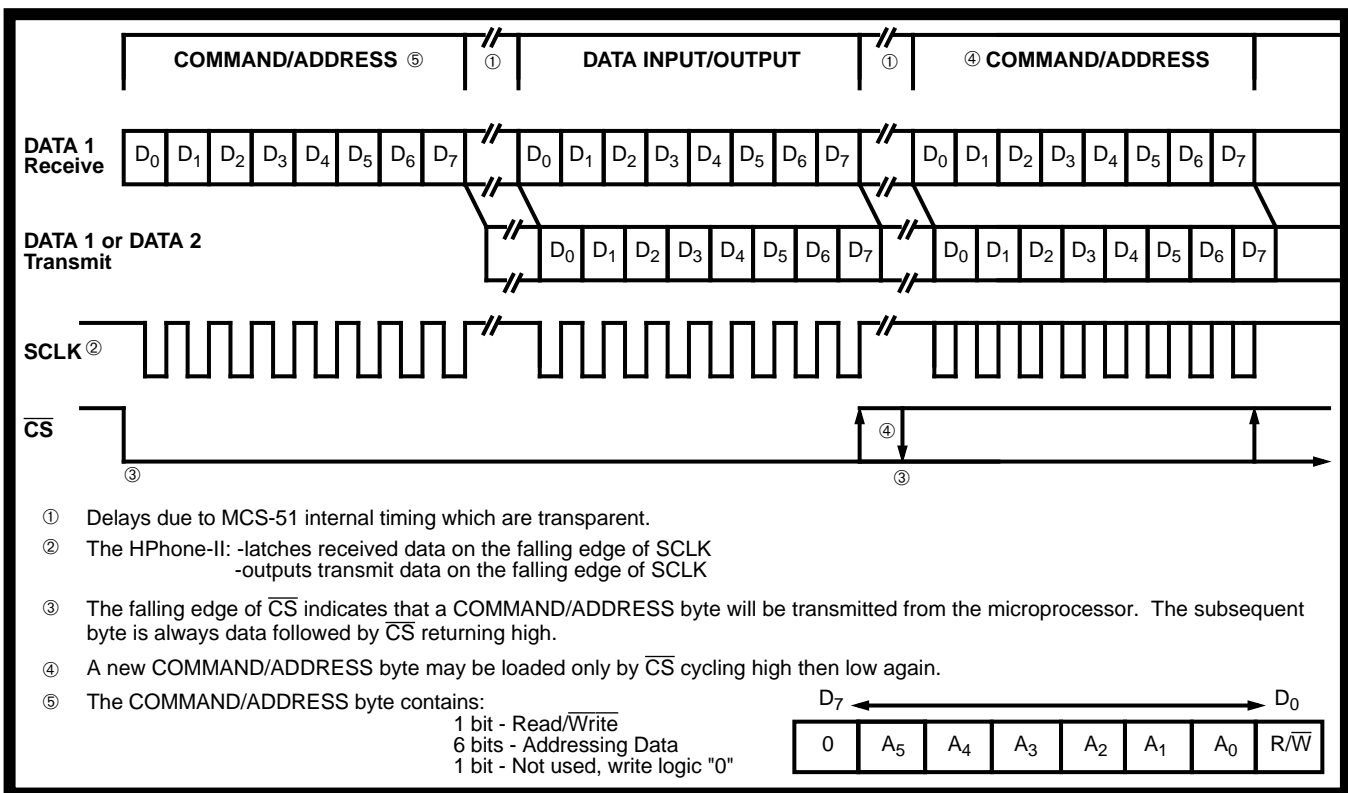 COMMAND/ADDRESS ⑤ ① DATA INPUT/OUTPUT ① ④ COMMAND/ADDRESS
DATA 1
Receive
D0 D1 D2 D3 D4 D5 D6 D7 D0 D1 D2 D3 D4 D5 D6 D7 D0 D1 D2 D3 D4 D5 D6 D7
DATA 1 or DATA 2
Transmit
D0 D1 D2 D3 D4 D5 D6 D7 D0 D1 D2 D3 D4 D5 D6 D7
SCLK ②
CS
④
③ ③
① Delays due to MCS-51 internal timing which are transparent.
② The HPhone-II: -latches received data on the falling edge of SCLK
-outputs transmit data on the falling edge of SCLK
③ The falling edge of CS indicates that a COMMAND/ADDRESS byte will be transmitted from the microprocessor. The subsequent
byte is always data followed by CS returning high.
④ A new COMMAND/ADDRESS byte may be loaded only by CS cycling high then low again.
⑤ The COMMAND/ADDRESS byte contains:
1 bit - Read/Write
6 bits - Addressing Data
1 bit - Not used, write logic "0"
D7 D0
0 A5 A4 A3 A2 A1 A0 R/W